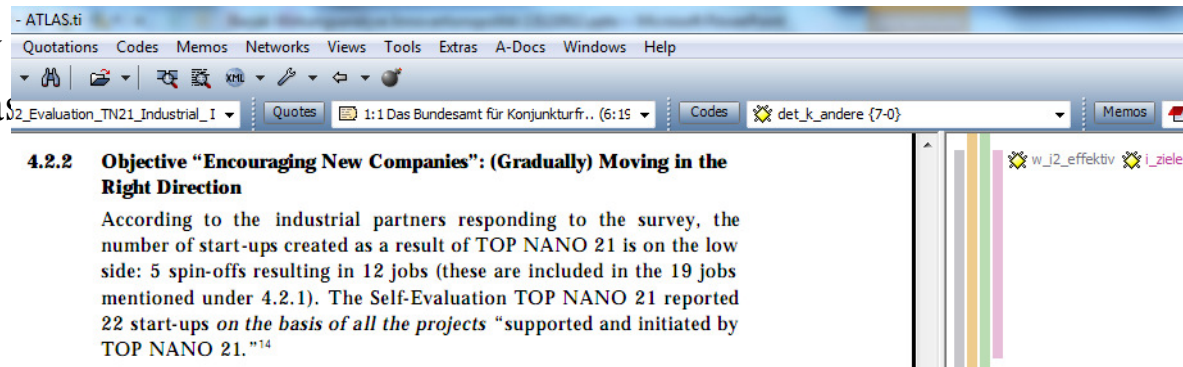 - ATLAS.ti
Quotations Codes Memos Networks Views Tools Extras A-Docs Windows Help
XML
02_Evaluation_TN21_Industrial_I Quotes 1:1 Das Bundesamt für Konjunkturfr.. (6:19 Codes det_k_andere {7-0} Memos
4.2.2 Objective “Encouraging New Companies”: (Gradually) Moving in the
Right Direction
w_i2_effektiv i_ziele
According to the industrial partners responding to the survey, the
number of start-ups created as a result of TOP NANO 21 is on the low
side: 5 spin-offs resulting in 12 jobs (these are included in the 19 jobs
mentioned under 4.2.1). The Self-Evaluation TOP NANO 21 reported
22 start-ups on the basis of all the projects “supported and initiated by
TOP NANO 21.”14